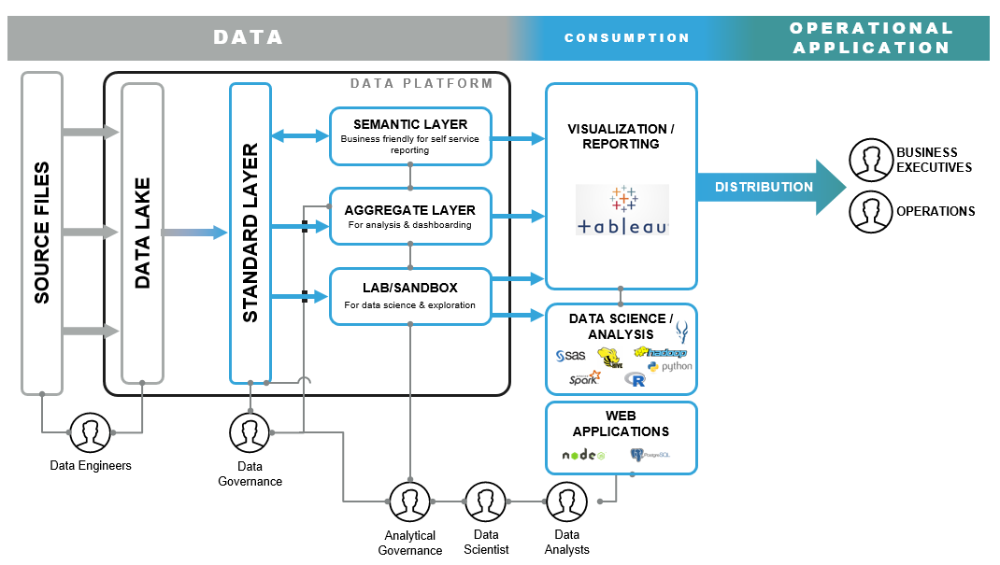 DATA
CONSUMPTION
OPERATIONAL
APPLICATION
DATA PLATFORM
SOURCE FILES
DATA LAKE
STANDARD LAYER
SEMANTIC LAYER
Business friendly for self service
reporting
AGGREGATE LAYER
For analysis & dashboarding
LAB/SANDBOX
For data science & exploration
VISUALIZATION /
REPORTING
+ableau
DISTRIBUTION
BUSINESS
EXECUTIVES
OPERATIONS
DATA SCIENCE /
ANALYSIS
sas
HIVE
hadoop
python
Spark
R
WEB
APPLICATIONS
node
PostgreSQL
Data Engineers
Data
Governance
Analytical
Governance
Data
Scientist
Data
Analysts